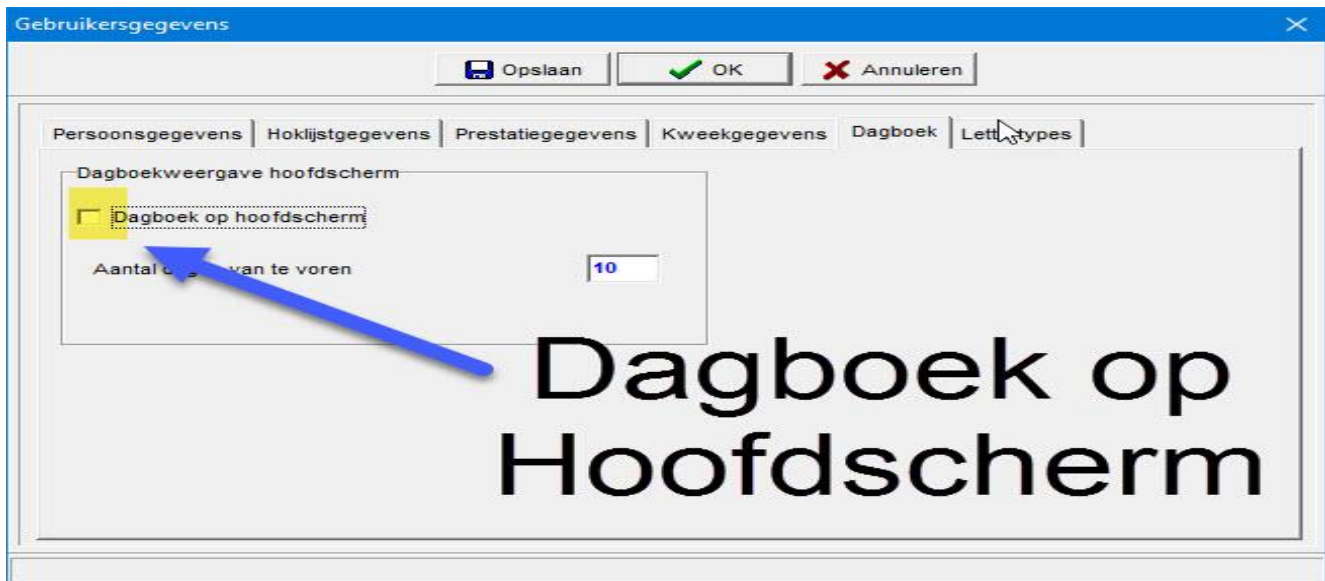 Gebruikersgegevens
Opslaan OK Annuleren
Persoonsgegevens Hoklijstgegevens Prestatiegegevens Kweekgegevens Dagboek
Dagboekweergave hoofdscherm
Dagboek op hoofdscherm
Aantal van te voren 10
Dagboek op
Hoofdscherm